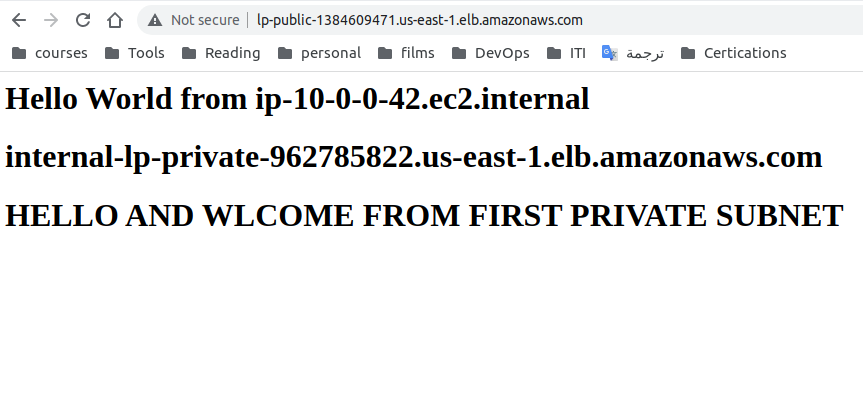 Not secure lp-public-1384609471.us-east-1.elb.amazonaws.com
courses Tools Reading personal films DevOps ITI ترجمة Certications
Hello World from ip-10-0-0-42.ec2.internal
internal-lp-private-962785822.us-east-1.elb.amazonaws.com
HELLO AND WLCOME FROM FIRST PRIVATE SUBNET